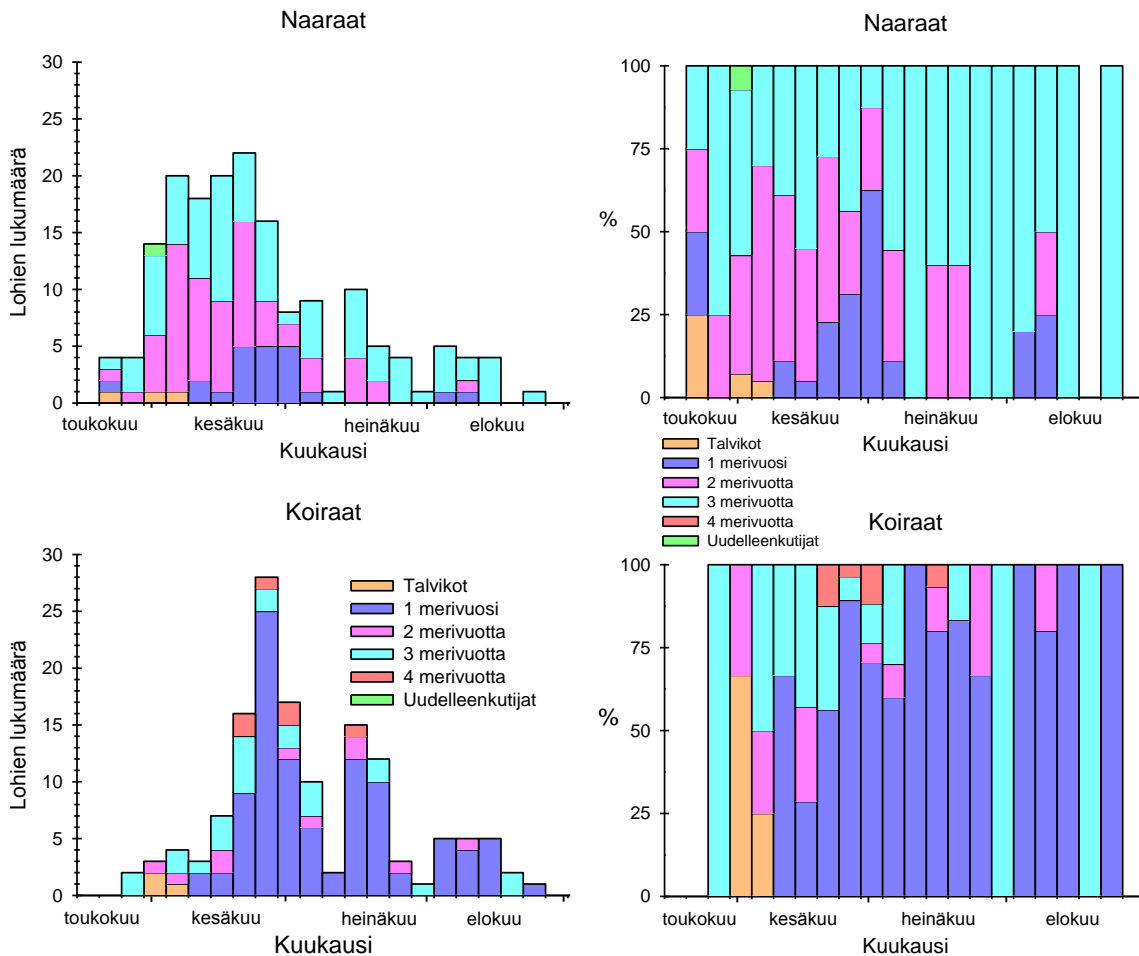 Naaraat
30
25
20
15
10
5
0
Lohien lukumäärä
toukokuu kesäkuu heinäkuu elokuu
Kuukausi
Naaraat
100
75
50
25
0
%
toukokuu kesäkuu heinäkuu elokuu
Kuukausi
Talvikot
1 merivuosi
2 merivuotta
3 merivuotta
4 merivuotta
Uudelleenkutijat
Koiraat
30
25
20
15
10
5
0
Lohien lukumäärä
Talvikot
1 merivuosi
2 merivuotta
3 merivuotta
4 merivuotta
Uudelleenkutijat
toukokuu kesäkuu heinäkuu elokuu
Kuukausi
Koiraat
100
75
50
25
0
%
toukokuu kesäkuu heinäkuu elokuu
Kuukausi